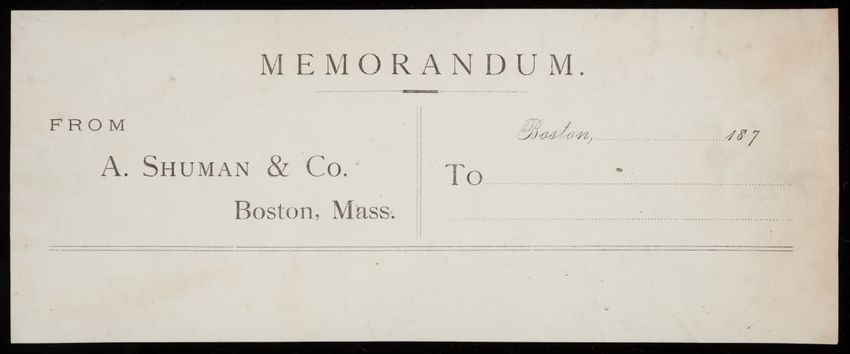 MEMORANDUM.
FROM
A. SHUMAN & Co.
Boston, Mass.
Boston, 187
To